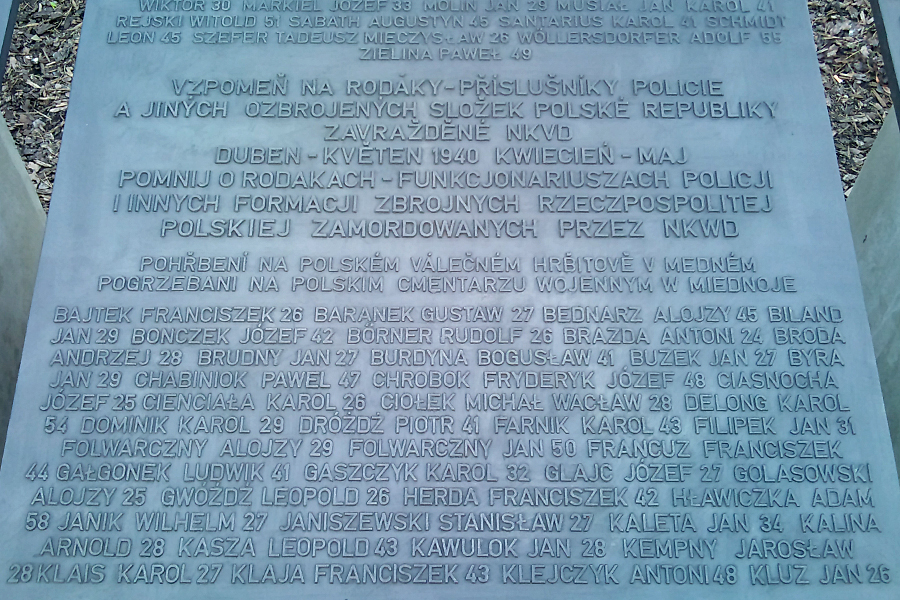 WIKTOR 30 MARKIEL JÓZEF 33 MOLIN JAN 29 MUSIAŁ JAN KAROL 41
REJSKI WITOLD 51 SABATH AUGUSTYN 45 SANTARIUS KAROL 41 SCHMIDT
LEON 45 SZEFER TADEUSZ MIECZYSŁAW 26 WÖLLERSDORFER ADOLF 55
ZIELINA PAWEŁ 49
VZPOMEŇ NA RODÁKY-PŘÍSLUŠNÍKY POLICIE
A JINÝCH OZBROJENÝCH SLOŽEK POLSKÉ REPUBLIKY
ZAVRAŽDĚNÉ NKVD
DUBEN-KVĚTEN 1940 KWIECIEŃ-MAJ
POMNIJ O RODAKACH-FUNKCJONARIUSZACH POLICJI
I INNYCH FORMACJI ZBROJNYCH RZECZPOSPOLITEJ
POLSKIEJ ZAMORDOWANYCH PRZEZ NKWD
POHŘBENÍ NA POLSKÉM VÁLEČNÉM HŘBITOVĚ V MEDNÉM
POGRZEBANI NA POLSKIM CMENTARZU WOJENNYM W MIEDNOJE
BAJTEK FRANCISZEK 26 BARANEK GUSTAW 27 BEDNARZ ALOJZY 45 BILAND
JAN 29 BONCZEK JÓZEF 42 BÖRNER RUDOLF 26 BRAZDA ANTONI 24 BRODA
ANDRZEJ 28 BRUDNY JAN 27 BURDYNA BOGUSŁAW 41 BUZEK JAN 27 BYRA
JAN 29 CHABINIOK PAWEŁ 47 CHROBOK FRYDERYK JÓZEF 48 CIASNOCHA
JÓZEF 25 CIENCIAŁA KAROL 26 CIOŁEK MICHAŁ WACŁAW 28 DELONG KAROL
54 DOMINIK KAROL 29 DRÓŻDŻ PIOTR 41 FARNIK KAROL 43 FILIPEK JAN 31
FOLWARCZNY ALOJZY 29 FOLWARCZNY JAN 50 FRANCUZ FRANCISZEK
44 GAŁGONEK LUDWIK 41 GASZCZYK KAROL 32 GLAJC JÓZEF 27 GOLASOWSKI
ALOJZY 25 GWÓŹDŹ LEOPOLD 26 HERDA FRANCISZEK 42 HŁAWICZKA ADAM
58 JANIK WILHELM 27 JANISZEWSKI STANISŁAW 27 KALETA JAN 34 KALINA
ARNOLD 28 KASZA LEOPOLD 43 KAWULOK JAN 28 KEMPNY JAROSŁAW
28 KLAIS KAROL 27 KLAJA FRANCISZEK 43 KLEJCZYK ANTONI 48 KLUZ JAN 26